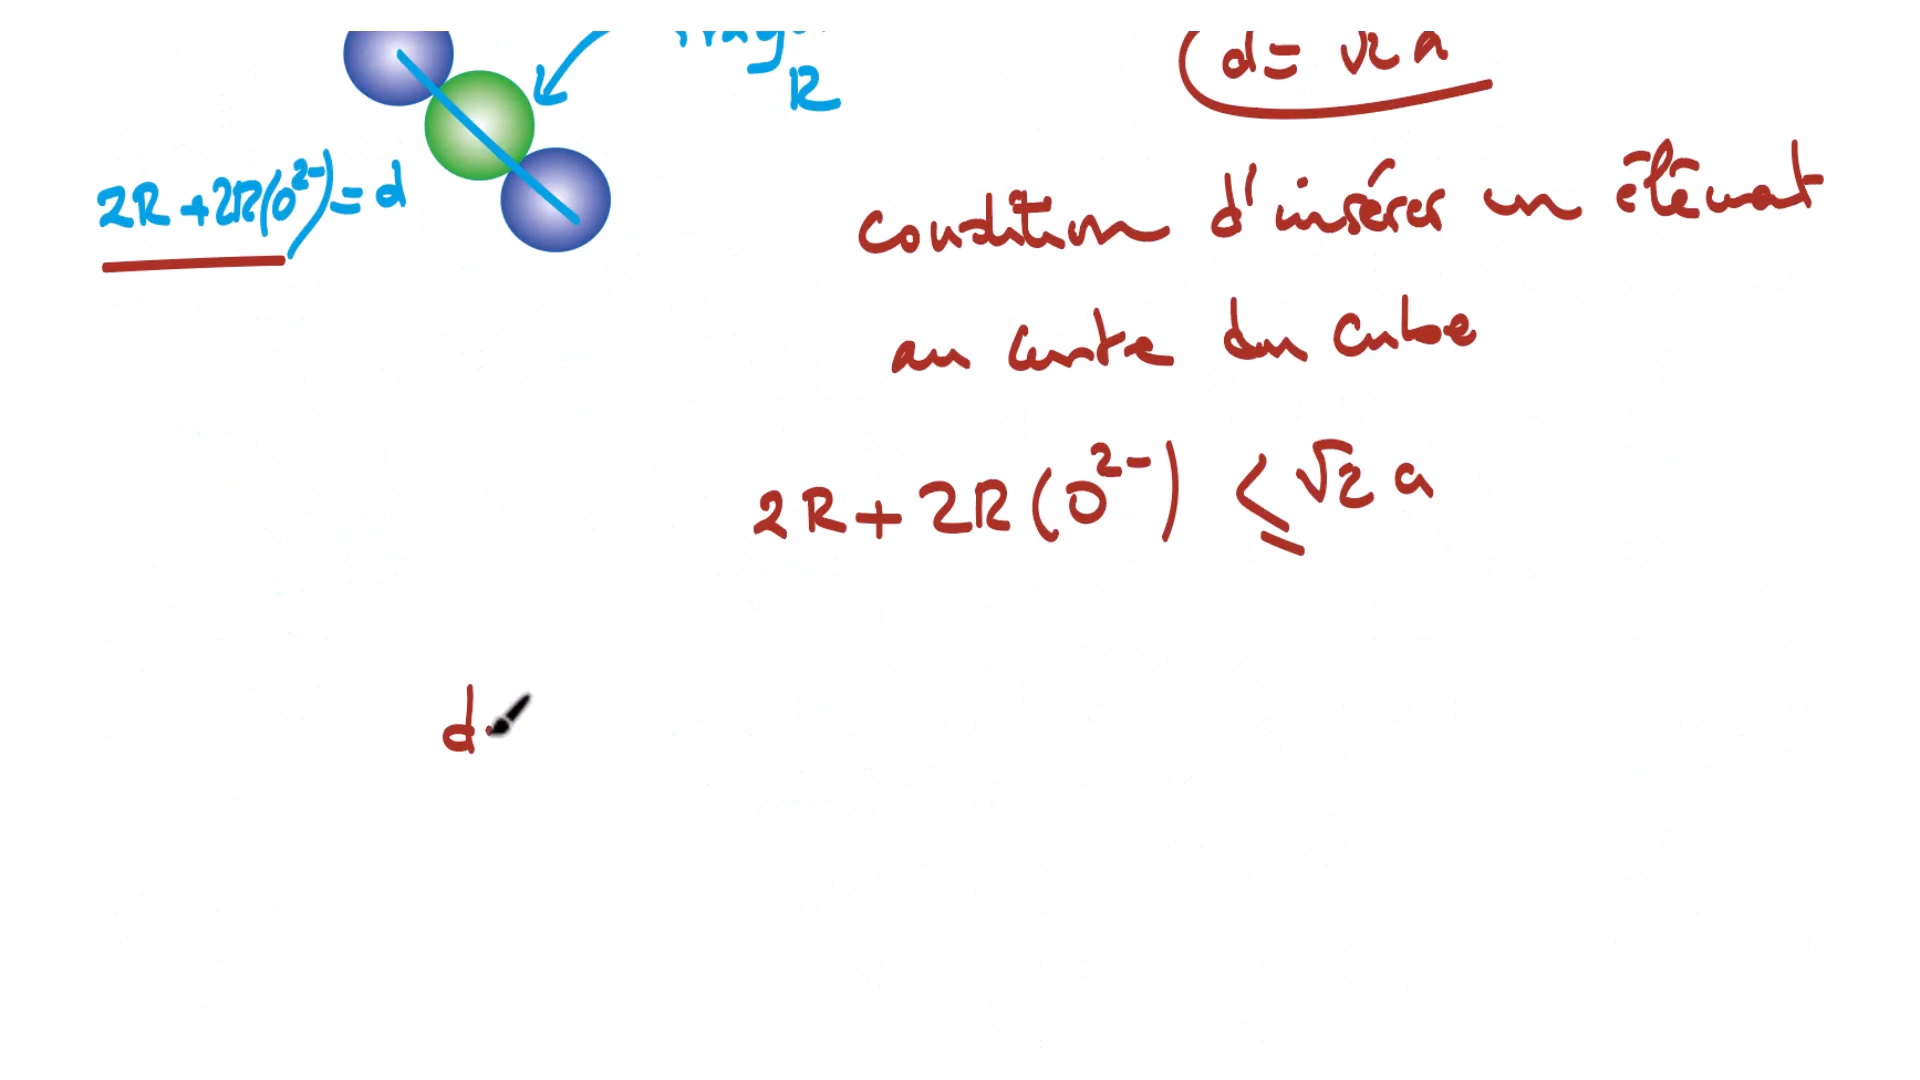 d = √2 a
R
2R + 2R(O²⁻) = d
condition d'insérer un élément
au centre du cube
2R + 2R(O²⁻) ≤ √2 a
d